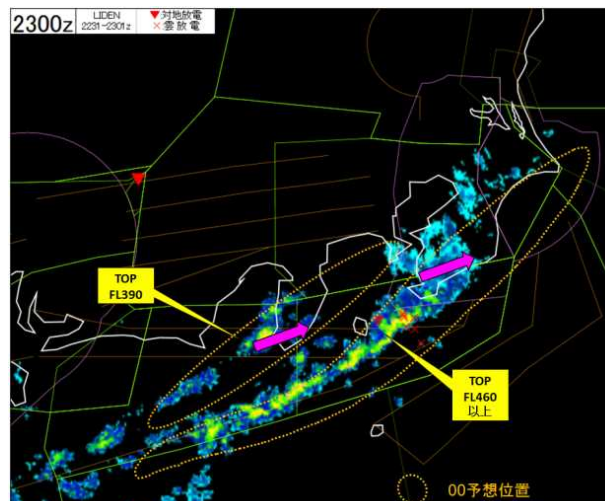 2300z
LIDEN
2231-2301z
▼対地放電
×雲放電
TOP
FL390
TOP
FL460
以上
00予想位置